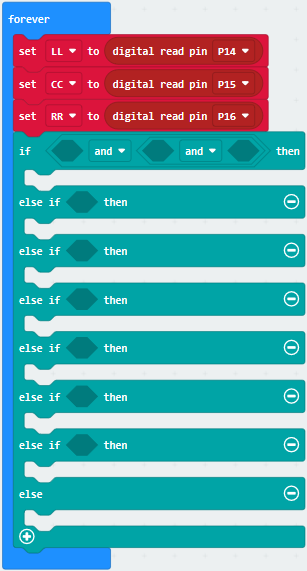 forever
set LL to digital read pin P14
set CC to digital read pin P15
set RR to digital read pin P16
if and and then
else if then
else if then
else if then
else if then
else if then
else if then
else